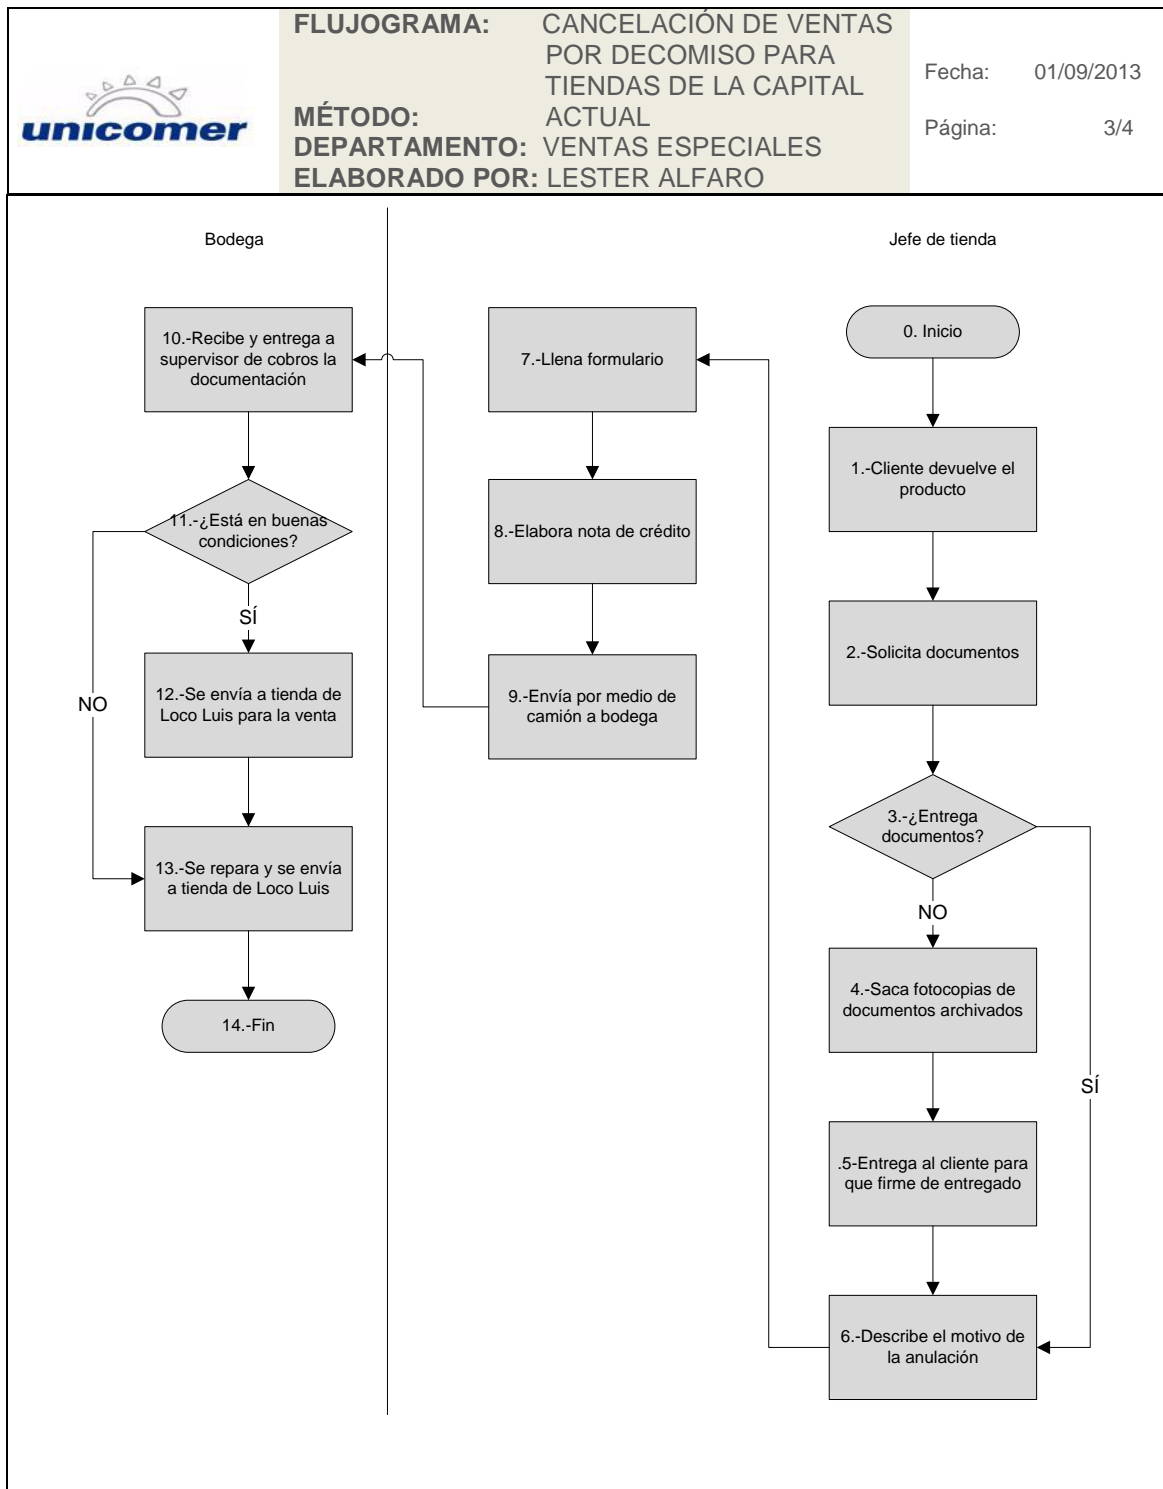 unicomer
FLUJOGRAMA: CANCELACIÓN DE VENTAS
POR DECOMISO PARA
TIENDAS DE LA CAPITAL
MÉTODO: ACTUAL
DEPARTAMENTO: VENTAS ESPECIALES
ELABORADO POR: LESTER ALFARO
Fecha: 01/09/2013
Página: 3/4
Bodega
Jefe de tienda
0. Inicio
1.-Cliente devuelve el
producto
2.-Solicita documentos
3.-¿Entrega
documentos?
NO
SÍ
4.-Saca fotocopias de
documentos archivados
.5-Entrega al cliente para
que firme de entregado
6.-Describe el motivo de
la anulación
7.-Llena formulario
8.-Elabora nota de crédito
9.-Envía por medio de
camión a bodega
10.-Recibe y entrega a
supervisor de cobros la
documentación
11.-¿Está en buenas
condiciones?
SÍ
NO
12.-Se envía a tienda de
Loco Luis para la venta
13.-Se repara y se envía
a tienda de Loco Luis
14.-Fin